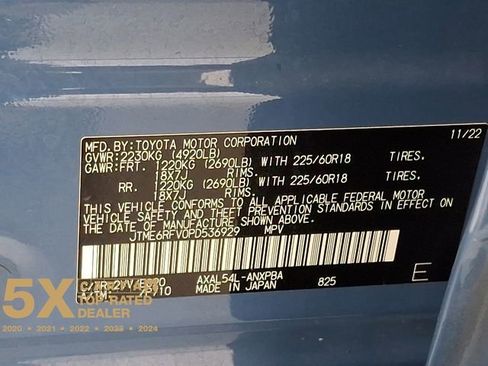 MFD.BY:TOYOTA MOTOR CORPORATION 11/22
GVWR:2230KG (4920LB)
GAWR:FRT. 1220KG (2690LB) WITH 225/60R18 TIRES.
18X7J RIMS.
RR. 1220KG (2690LB) WITH 225/60R18 TIRES.
18X7J RIMS.
THIS VEHICLE CONFORMS TO ALL APPLICABLE FEDERAL MOTOR
VEHICLE SAFETY AND THEFT PREVENTION STANDARDS IN EFFECT ON
THE DATE OF MANUFACTURE SHOWN ABOVE.
JTME6RFV0PD536929 MPV
AXAL54L-ANXPBA 825 E
MADE IN JAPAN
5X
CARGURUS
TOP-RATED
DEALER
2020 • 2021 • 2022 • 2023 • 2024